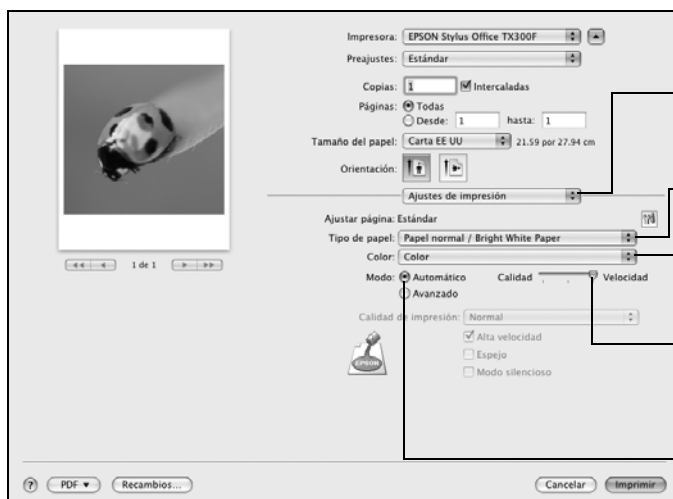 Impresora: EPSON Stylus Office TX300F
Preajustes: Estándar
Copias: 1 Intercaladas
Páginas: Todas
Desde: 1 hasta: 1
Tamaño del papel: Carta EE UU 21.59 por 27.94 cm
Orientación:
Ajustes de impresión
Ajustar página: Estándar
Tipo de papel: Papel normal / Bright White Paper
Color: Color
1 de 1
Modo: Automático Calidad Velocidad
Avanzado
Calidad de impresión: Normal
Alta velocidad
Espejo
Modo silencioso
EPSON
? PDF Recambios... Cancelar Imprimir